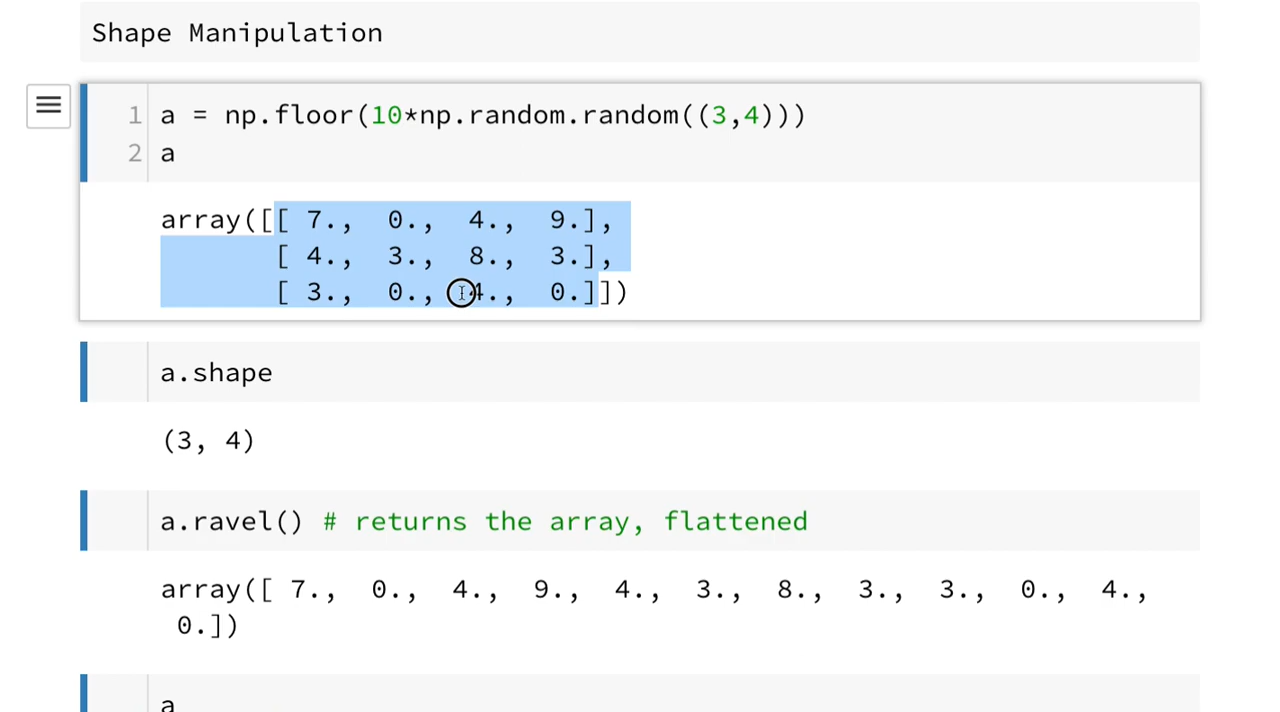 Shape Manipulation
1 a = np.floor(10*np.random.random((3,4)))
2 a
array([[ 7., 0., 4., 9.],
[ 4., 3., 8., 3.],
[ 3., 0., 4., 0.]])
a.shape
(3, 4)
a.ravel() # returns the array, flattened
array([ 7., 0., 4., 9., 4., 3., 8., 3., 3., 0., 4.,
0.])
a